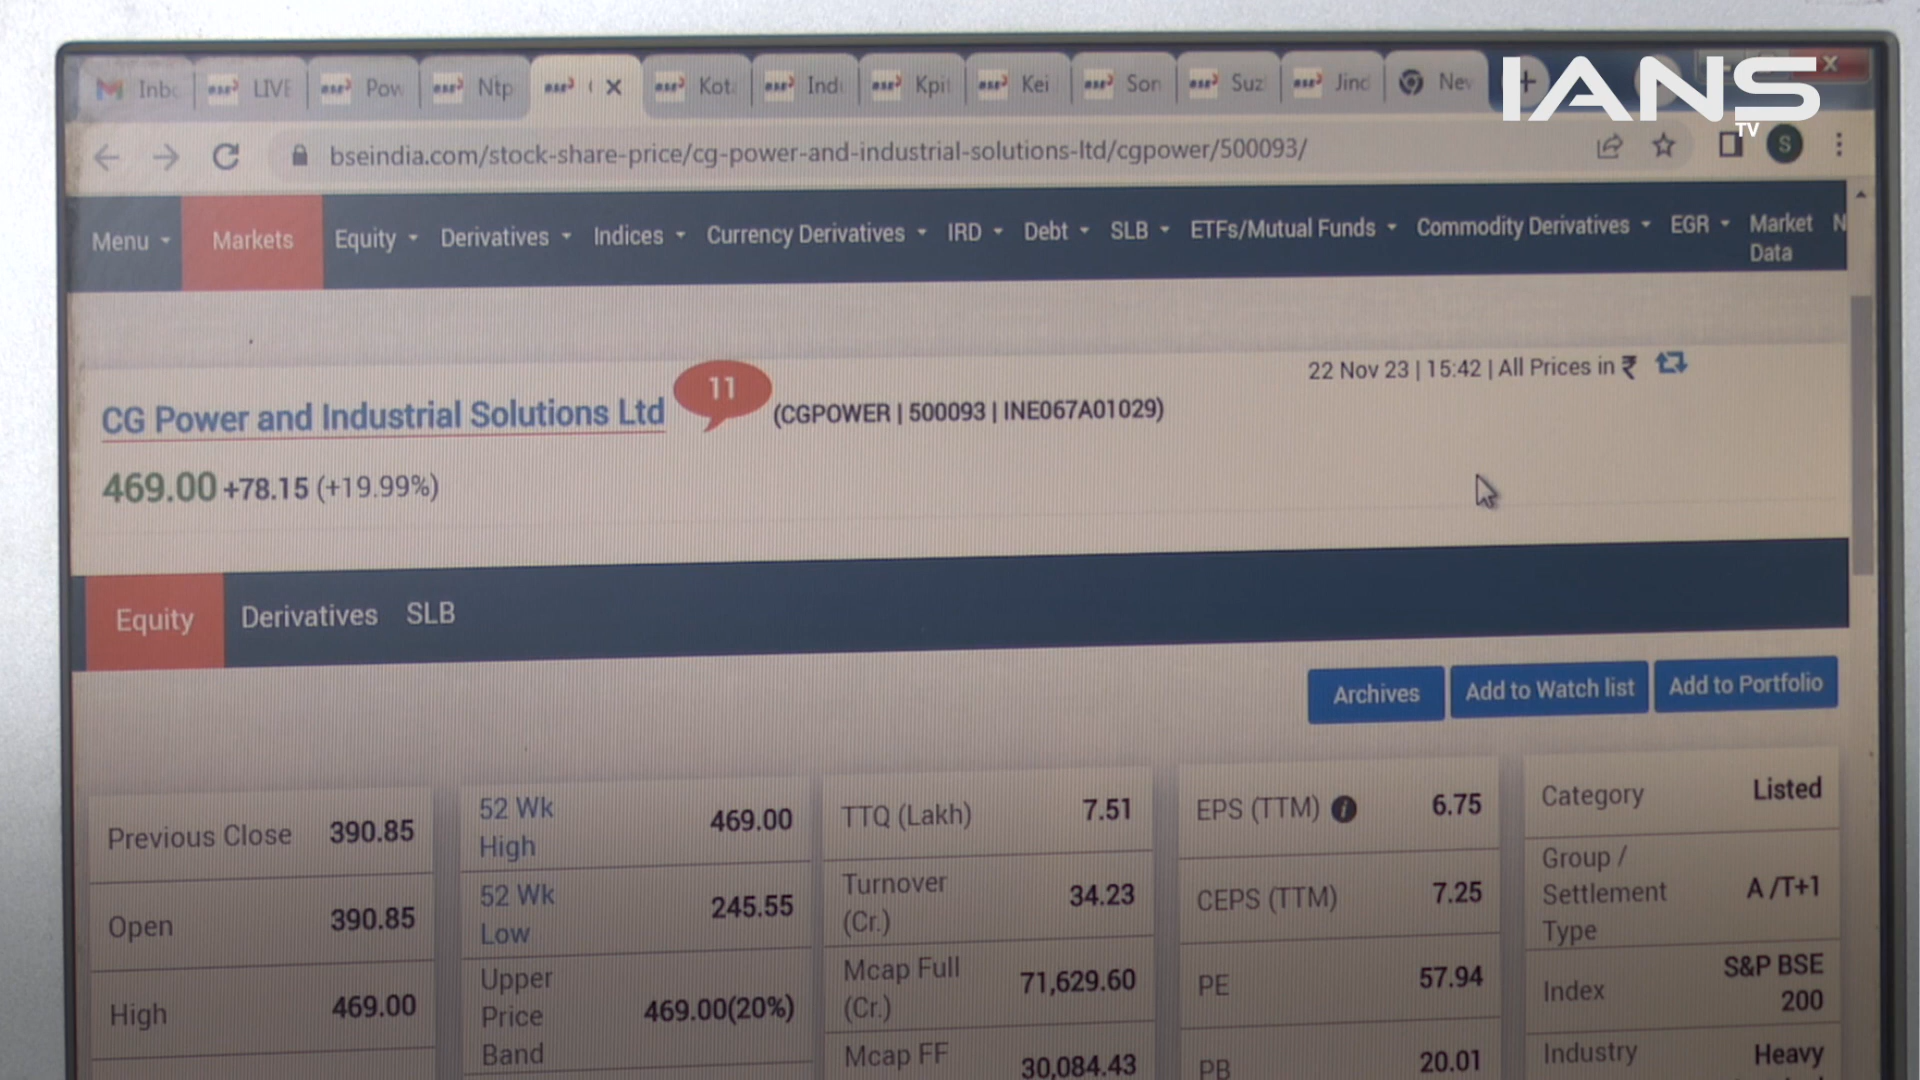 Inbc LIVE Pow Ntp Kot Ind Kpit Kei Son Suz Jind Nev
IANS
TV
bseindia.com/stock-share-price/cg-power-and-industrial-solutions-ltd/cgpower/500093/
S
Menu Markets Equity Derivatives Indices Currency Derivatives IRD Debt SLB ETFs/Mutual Funds Commodity Derivatives EGR Market Data N
22 Nov 23 | 15:42 | All Prices in ₹
CG Power and Industrial Solutions Ltd 11 (CGPOWER | 500093 | INE067A01029)
469.00 +78.15 (+19.99%)
Equity Derivatives SLB
Archives Add to Watch list Add to Portfolio
Previous Close 390.85
Open 390.85
High 469.00
52 Wk
High 469.00
52 Wk
Low 245.55
Upper
Price
Band 469.00(20%)
TTQ (Lakh) 7.51
Turnover
(Cr.) 34.23
Mcap Full
(Cr.) 71,629.60
Mcap FF 30,084.43
EPS (TTM) i 6.75
CEPS (TTM) 7.25
PE 57.94
PB 20.01
Category Listed
Group /
Settlement
Type A /T+1
Index S&P BSE
200
Industry Heavy